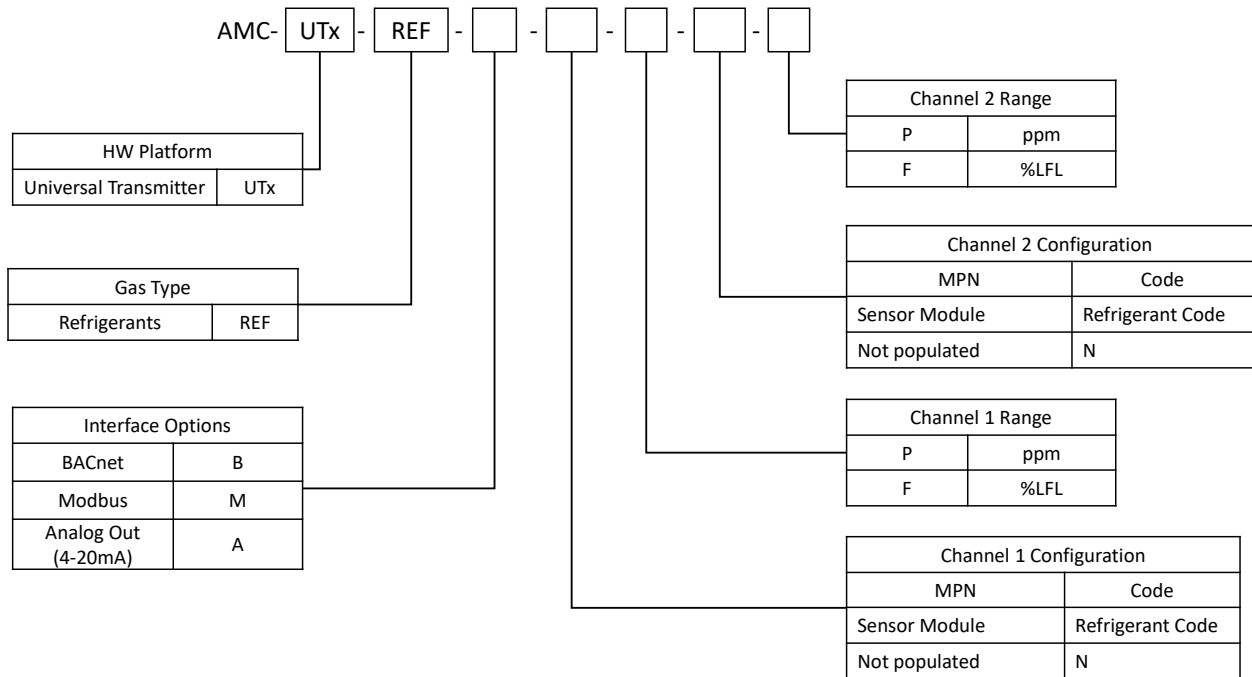 AMC- UTx - REF - - - - -
HW Platform
Universal Transmitter UTx
Gas Type
Refrigerants REF
Interface Options
BACnet B
Modbus M
Analog Out
(4-20mA) A
Channel 2 Range
P ppm
F %LFL
Channel 2 Configuration
MPN Code
Sensor Module Refrigerant Code
Not populated N
Channel 1 Range
P ppm
F %LFL
Channel 1 Configuration
MPN Code
Sensor Module Refrigerant Code
Not populated N